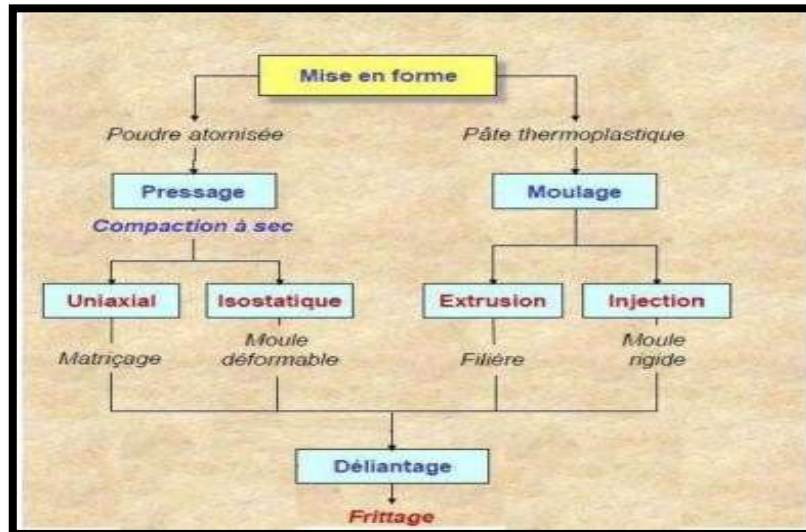 Mise en forme
Poudre atomisée
Pâte thermoplastique
Pressage
Moulage
Compaction à sec
Uniaxial
Isostatique
Extrusion
Injection
Matriçage
Moule
déformable
Filière
Moule
rigide
Déliantage
Frittage